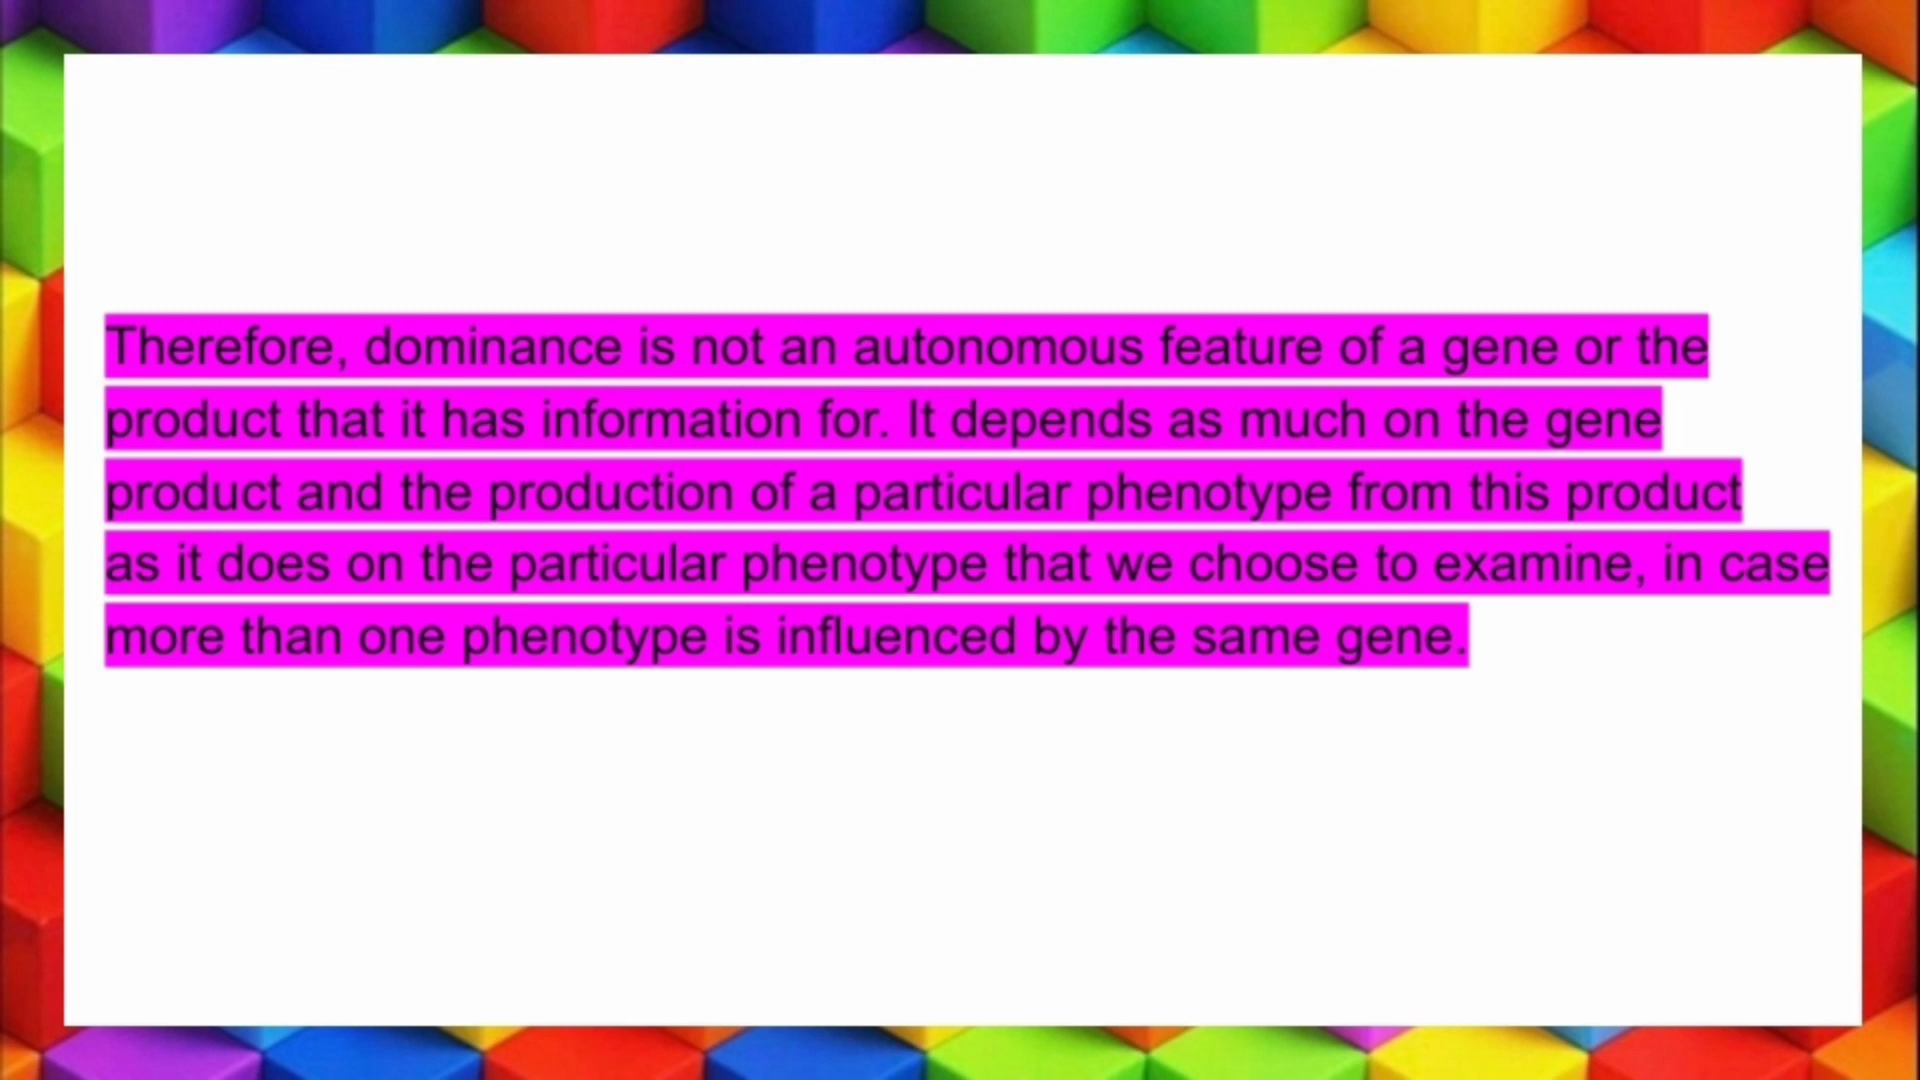 Therefore, dominance is not an autonomous feature of a gene or the
product that it has information for. It depends as much on the gene
product and the production of a particular phenotype from this product
as it does on the particular phenotype that we choose to examine, in case
more than one phenotype is influenced by the same gene.